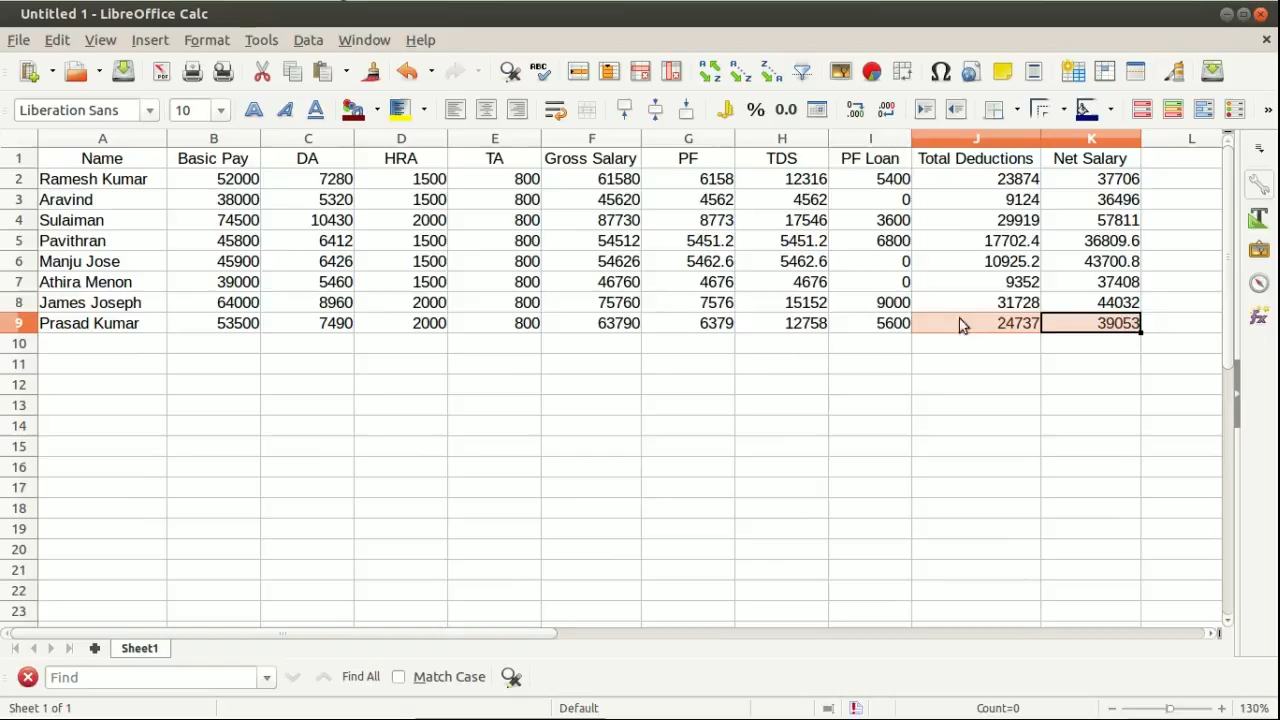 Untitled 1 - LibreOffice Calc
File Edit View Insert Format Tools Data Window Help
Liberation Sans 10 % 0.0
A B C D E F G H I J K L
1 Name Basic Pay DA HRA TA Gross Salary PF TDS PF Loan Total Deductions Net Salary
2 Ramesh Kumar 52000 7280 1500 800 61580 6158 12316 5400 23874 37706
3 Aravind 38000 5320 1500 800 45620 4562 4562 0 9124 36496
4 Sulaiman 74500 10430 2000 800 87730 8773 17546 3600 29919 57811
5 Pavithran 45800 6412 1500 800 54512 5451.2 5451.2 6800 17702.4 36809.6
6 Manju Jose 45900 6426 1500 800 54626 5462.6 5462.6 0 10925.2 43700.8
7 Athira Menon 39000 5460 1500 800 46760 4676 4676 0 9352 37408
8 James Joseph 64000 8960 2000 800 75760 7576 15152 9000 31728 44032
9 Prasad Kumar 53500 7490 2000 800 63790 6379 12758 5600 24737 39053
10
11
12
13
14
15
16
17
18
19
20
21
22
23
Sheet1
Find Find All Match Case
Sheet 1 of 1 Default Count=0 130%